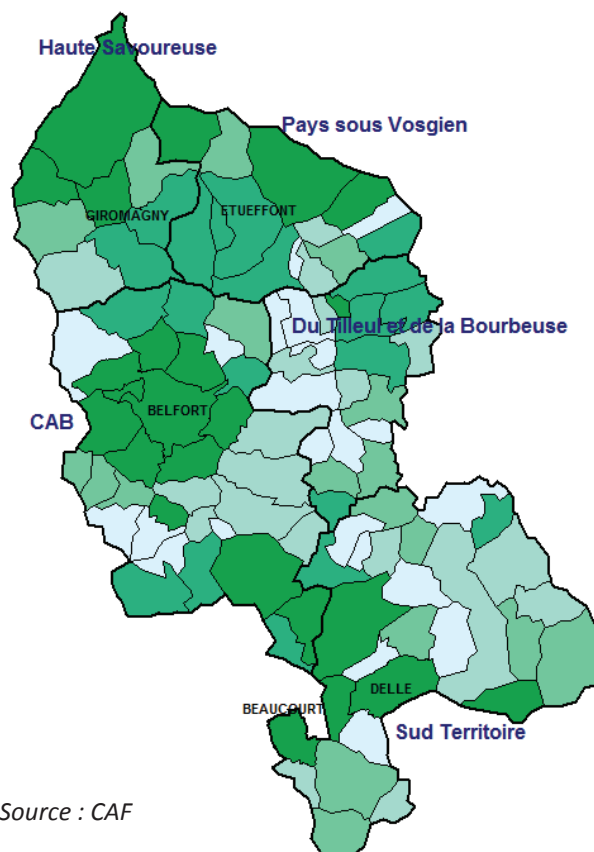 Haute Savoureuse
Pays sous Vosgien
ETUEFFONT
GIROMAGNY
Du Tilleul et de la Bourbeuse
BELFORT
CAB
DELLE
BEAUCOURT
Sud Territoire
Source : CAF